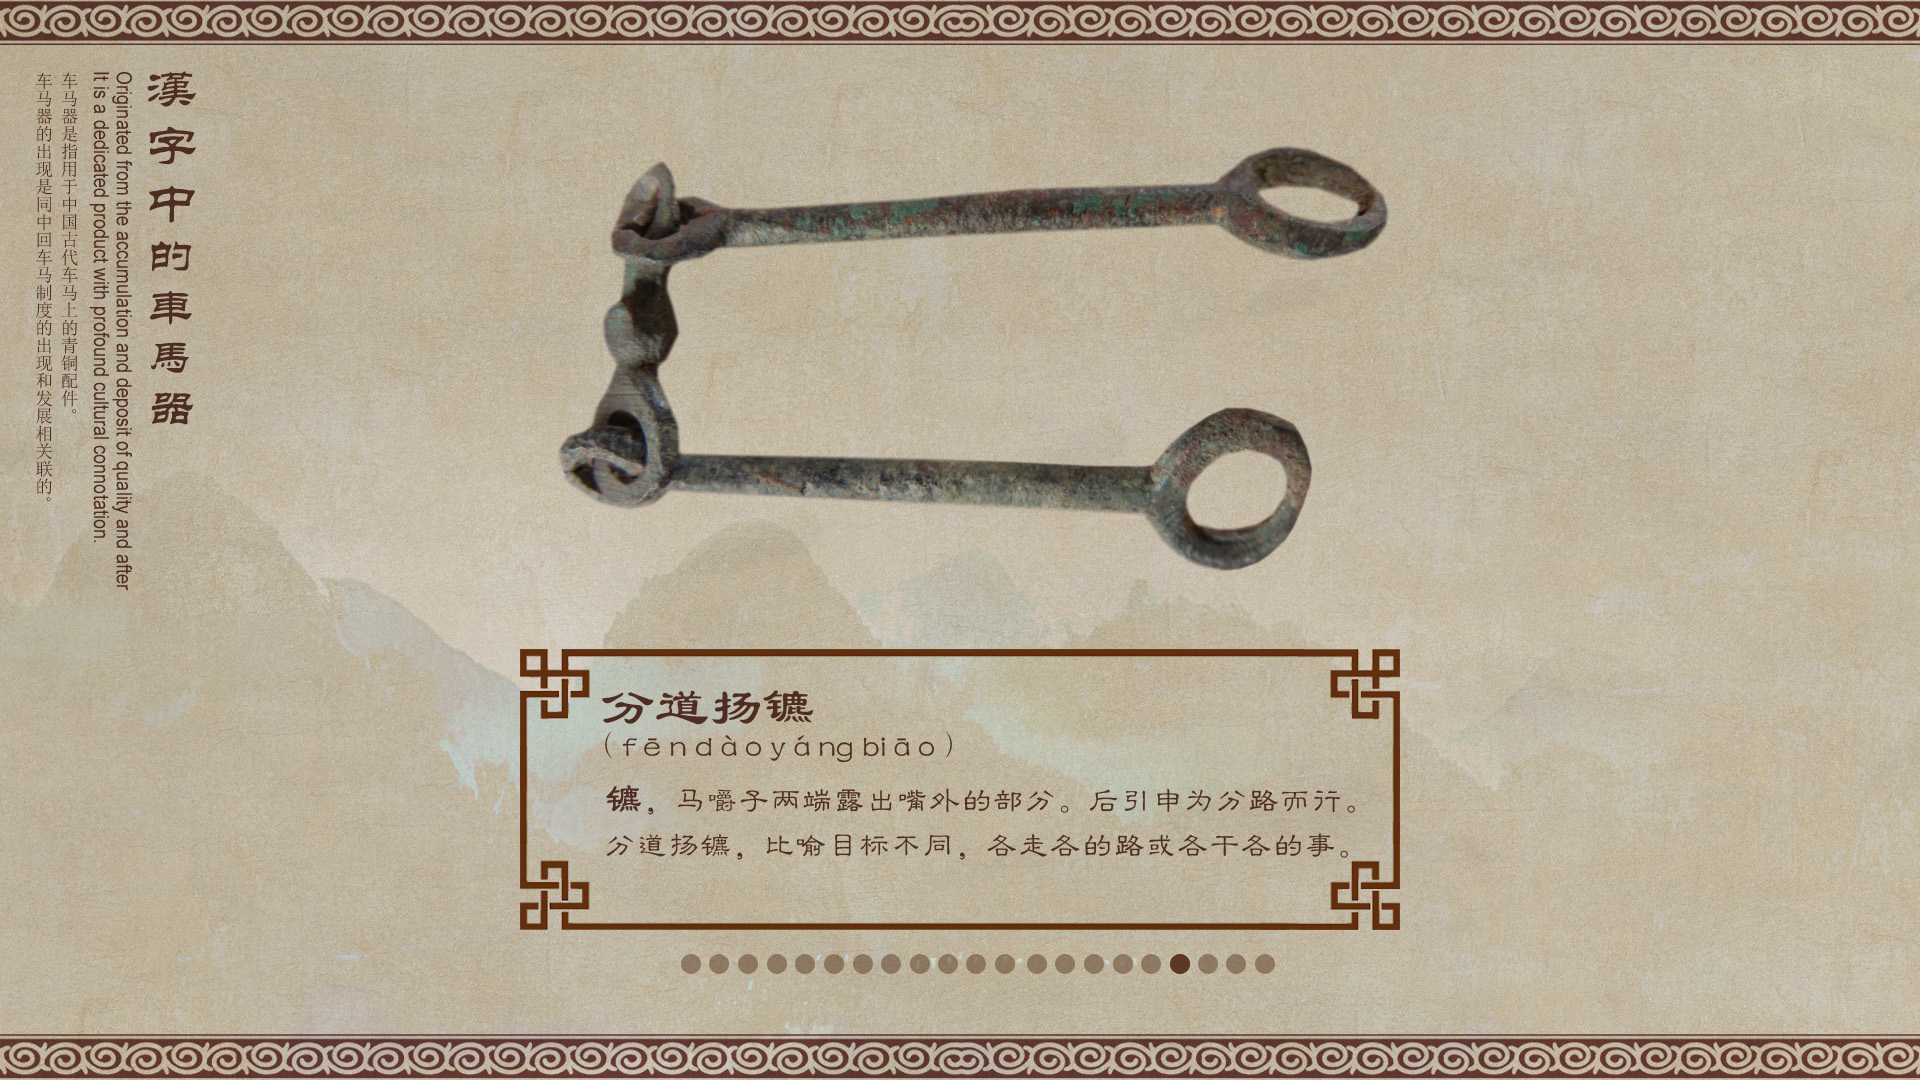 漢字中的車馬器
Originated from the accumulation and deposit of quality and after
It is a dedicated product with profound cultural connotation.
车马器是指用于中国古代车马上的青铜配件。
车马器的出现是同中回车马制度的出现和发展相关联的。
分道扬镳
(fēndàoyángbiāo)
镳，马嚼子两端露出嘴外的部分。后引申为分路而行。
分道扬镳，比喻目标不同，各走各的路或各干各的事。